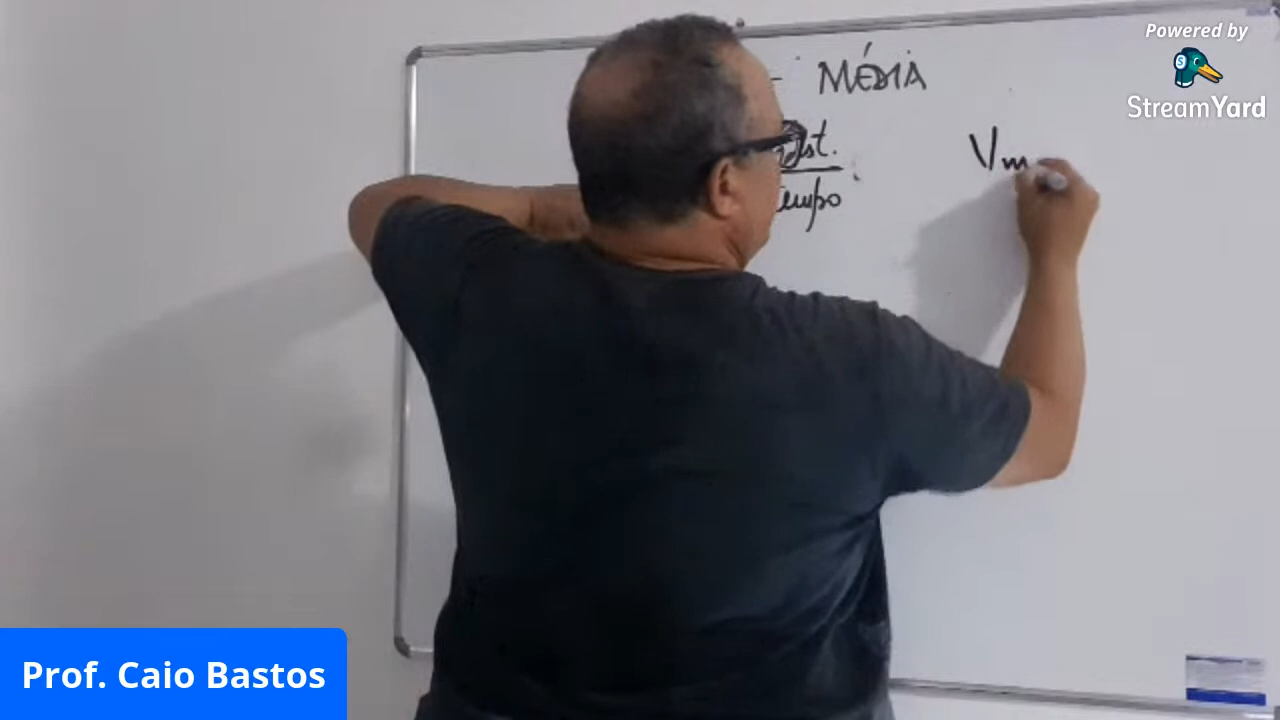 Powered by
StreamYard
- MÉDIA
Dist.
Tempo
Vm
Prof. Caio Bastos